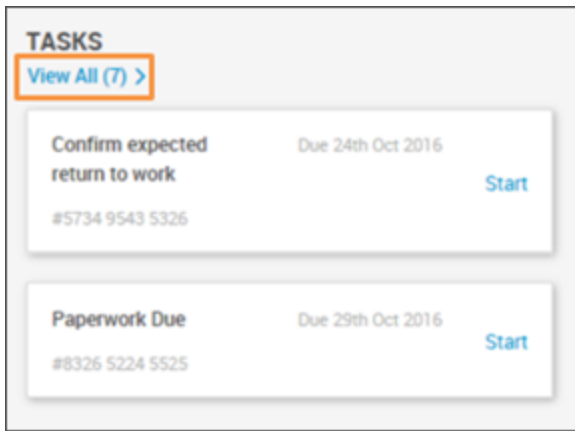 TASKS
View All (7) >
Confirm expected Due 24th Oct 2016
return to work
Start
#5734 9543 5326
Paperwork Due Due 29th Oct 2016
Start
#8326 5224 5525